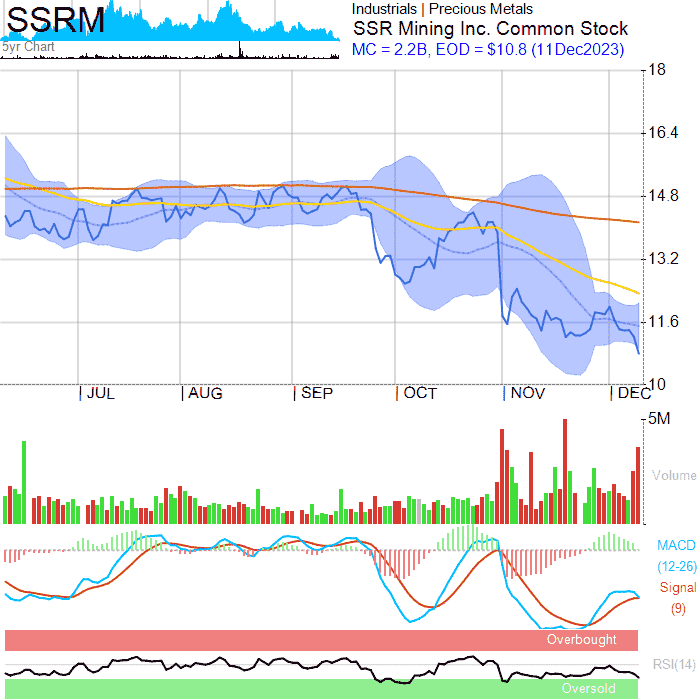 SSRM
5yr Chart
Industrials | Precious Metals
SSR Mining Inc. Common Stock
MC = 2.2B, EOD = $10.8 (11Dec2023)
18
16.4
14.8
13.2
11.6
10
| JUL | AUG | SEP | OCT | NOV | DEC
5M
Volume
MACD
(12-26)
Signal
(9)
Overbought
RSI(14)
Oversold